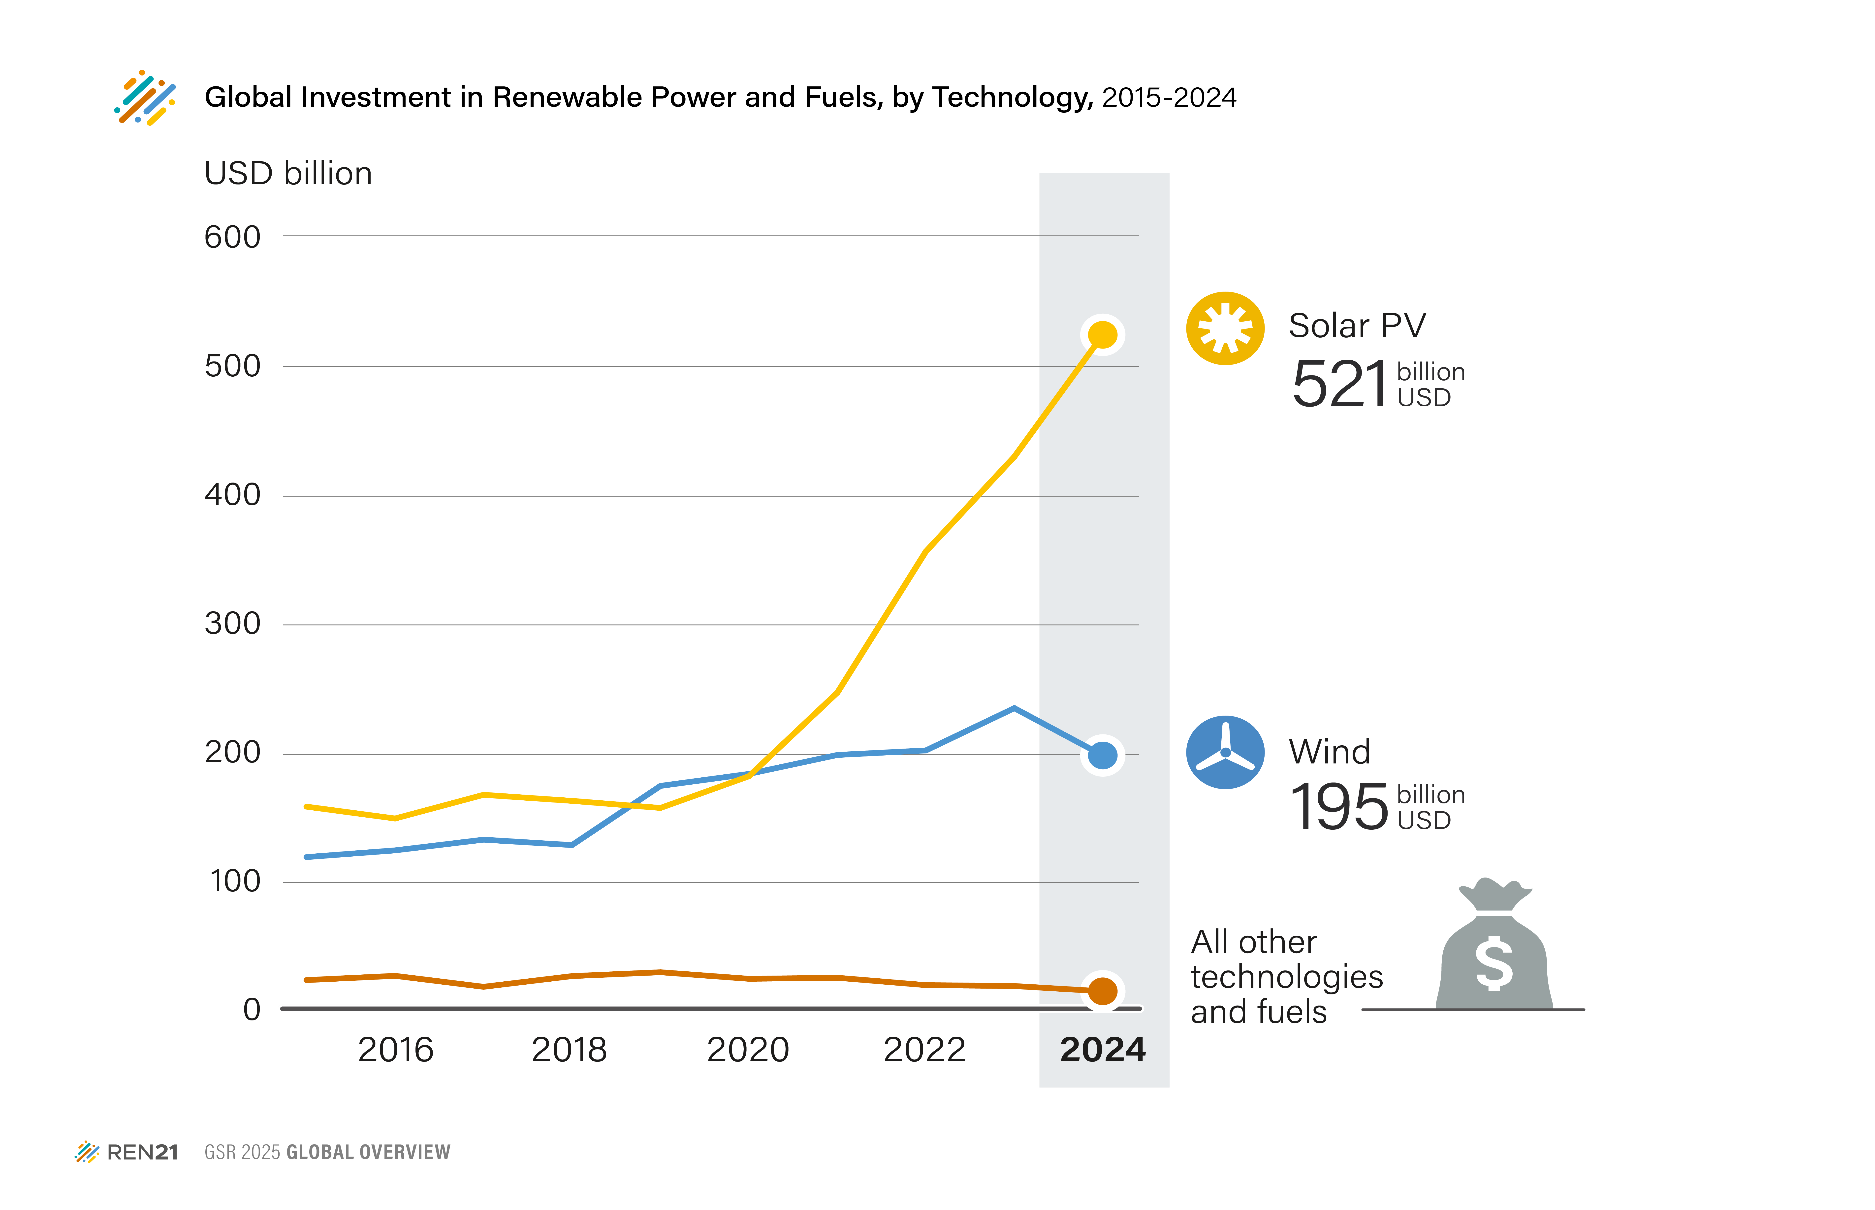 Global Investment in Renewable Power and Fuels, by Technology, 2015-2024
USD billion
600
500
400
300
200
100
0
2016 2018 2020 2022 2024
Solar PV
521 billion USD
Wind
195 billion USD
All other
technologies
and fuels
$
REN21 GSR 2025 GLOBAL OVERVIEW